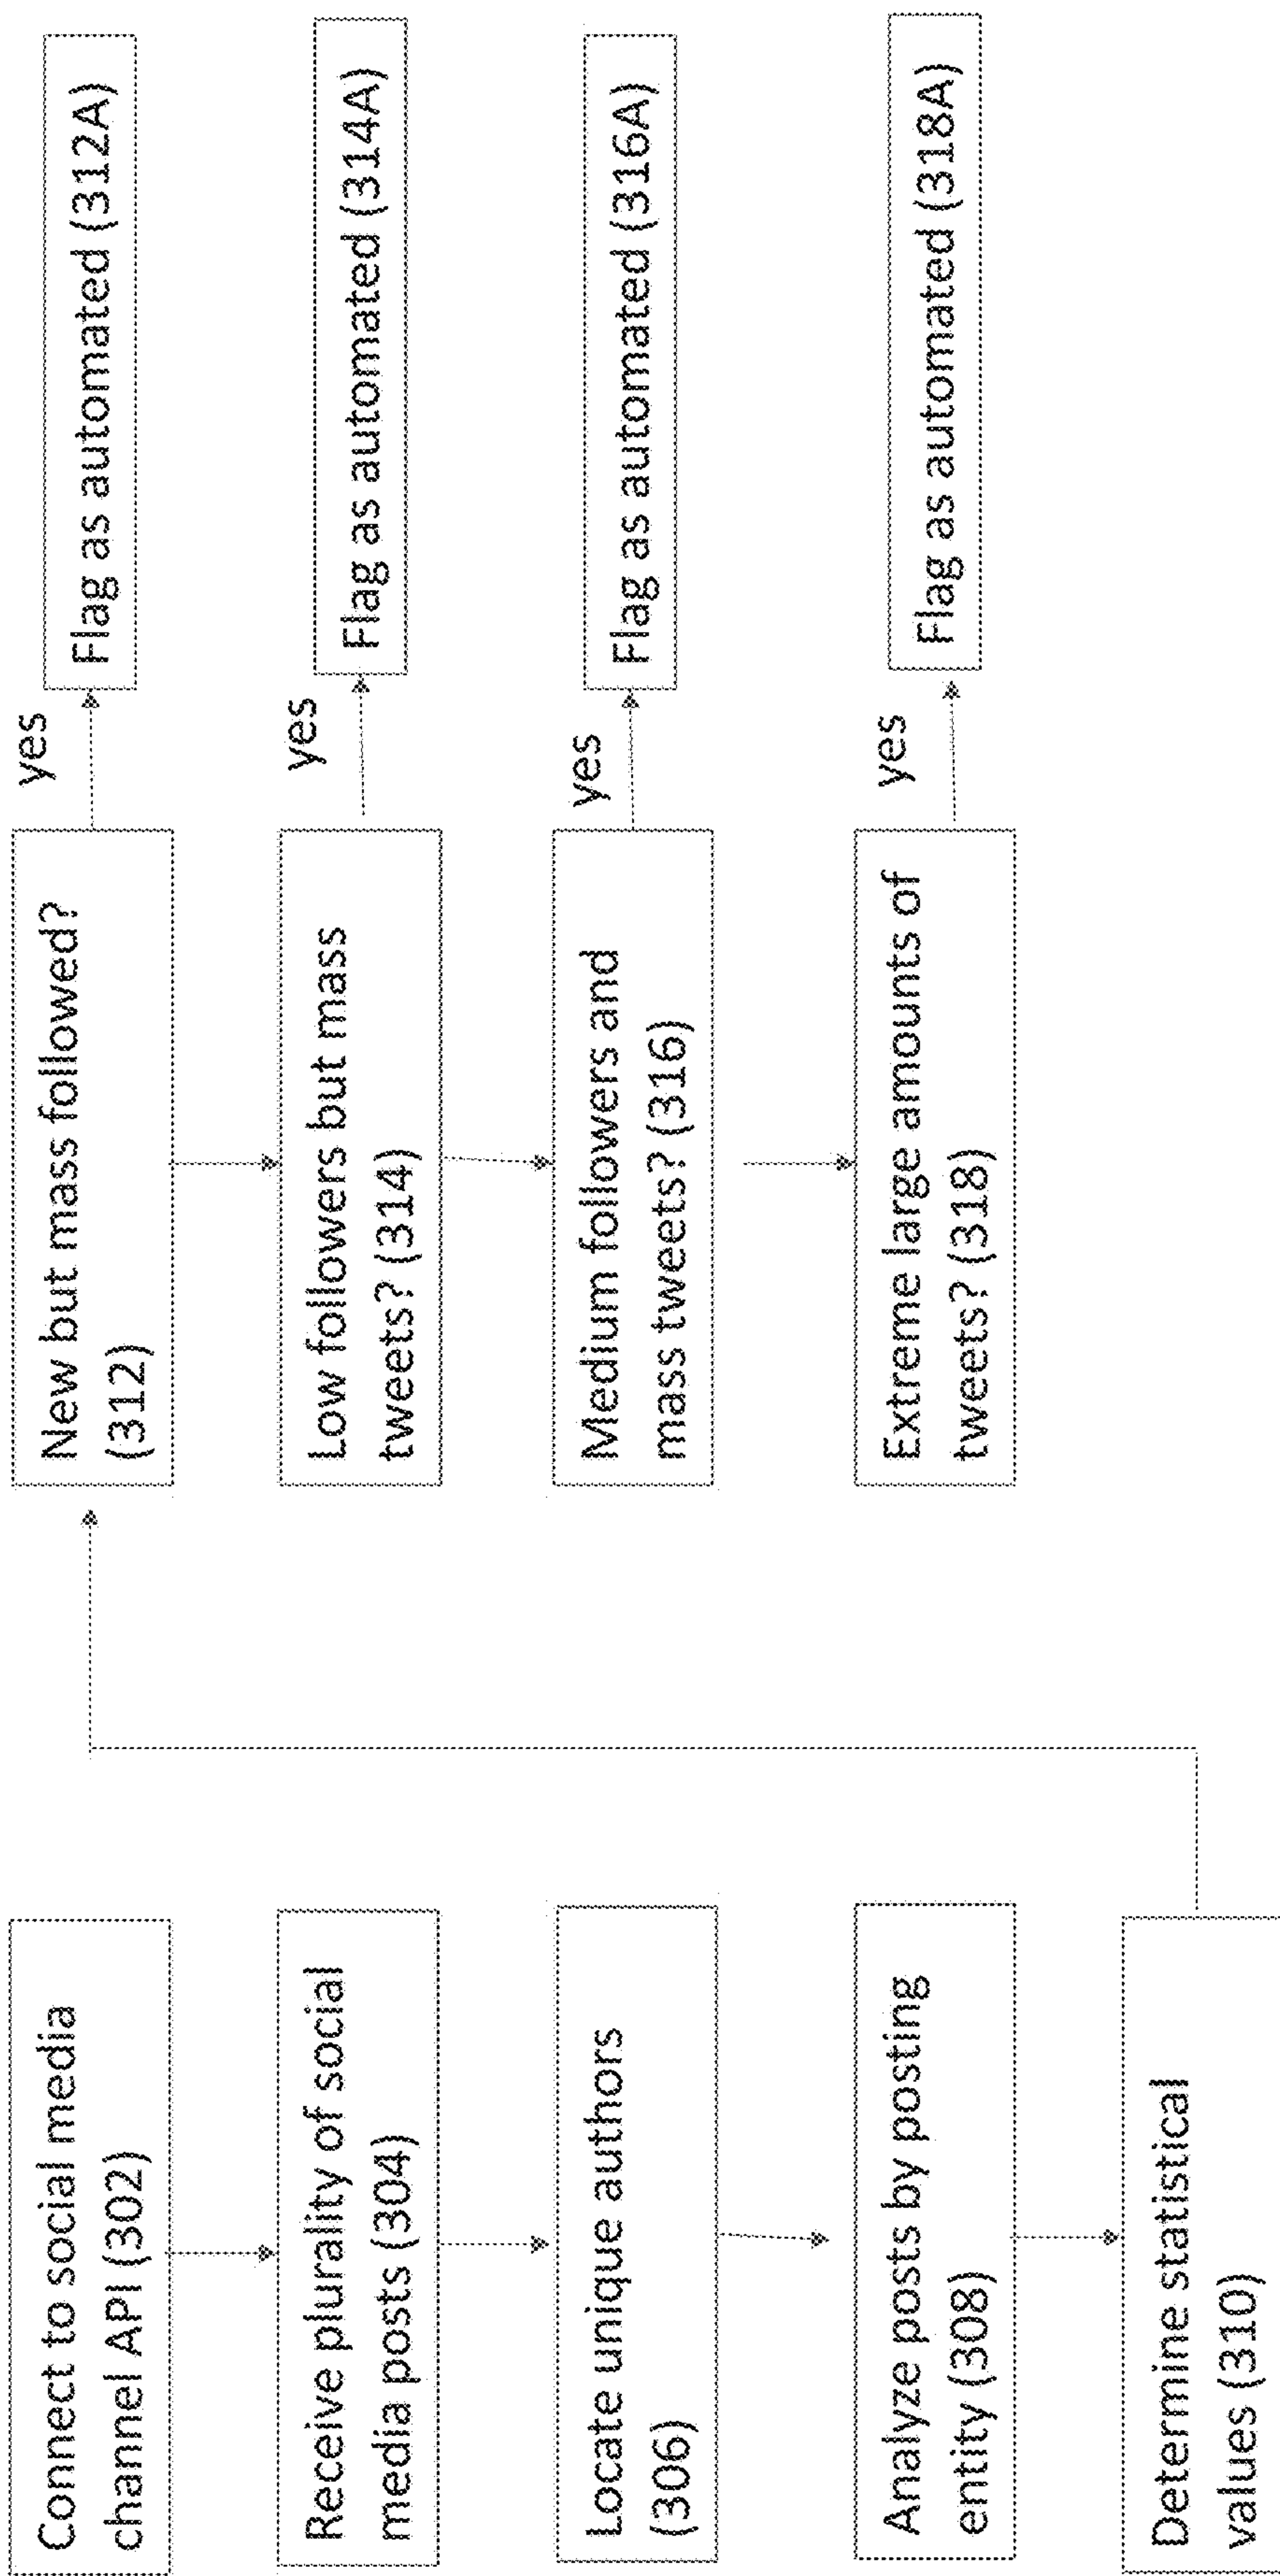 Connect to social media
channel API (302)
Receive plurality of social
media posts (304)
Locate unique authors
(306)
Analyze posts by posting
entity (308)
Determine statistical
values (310)
New but mass followed?
(312)
yes
Flag as automated (312A)
Low followers but mass
tweets? (314)
yes
Flag as automated (314A)
Medium followers and
mass tweets? (316)
yes
Flag as automated (316A)
Extreme large amounts of
tweets? (318)
yes
Flag as automated (318A)